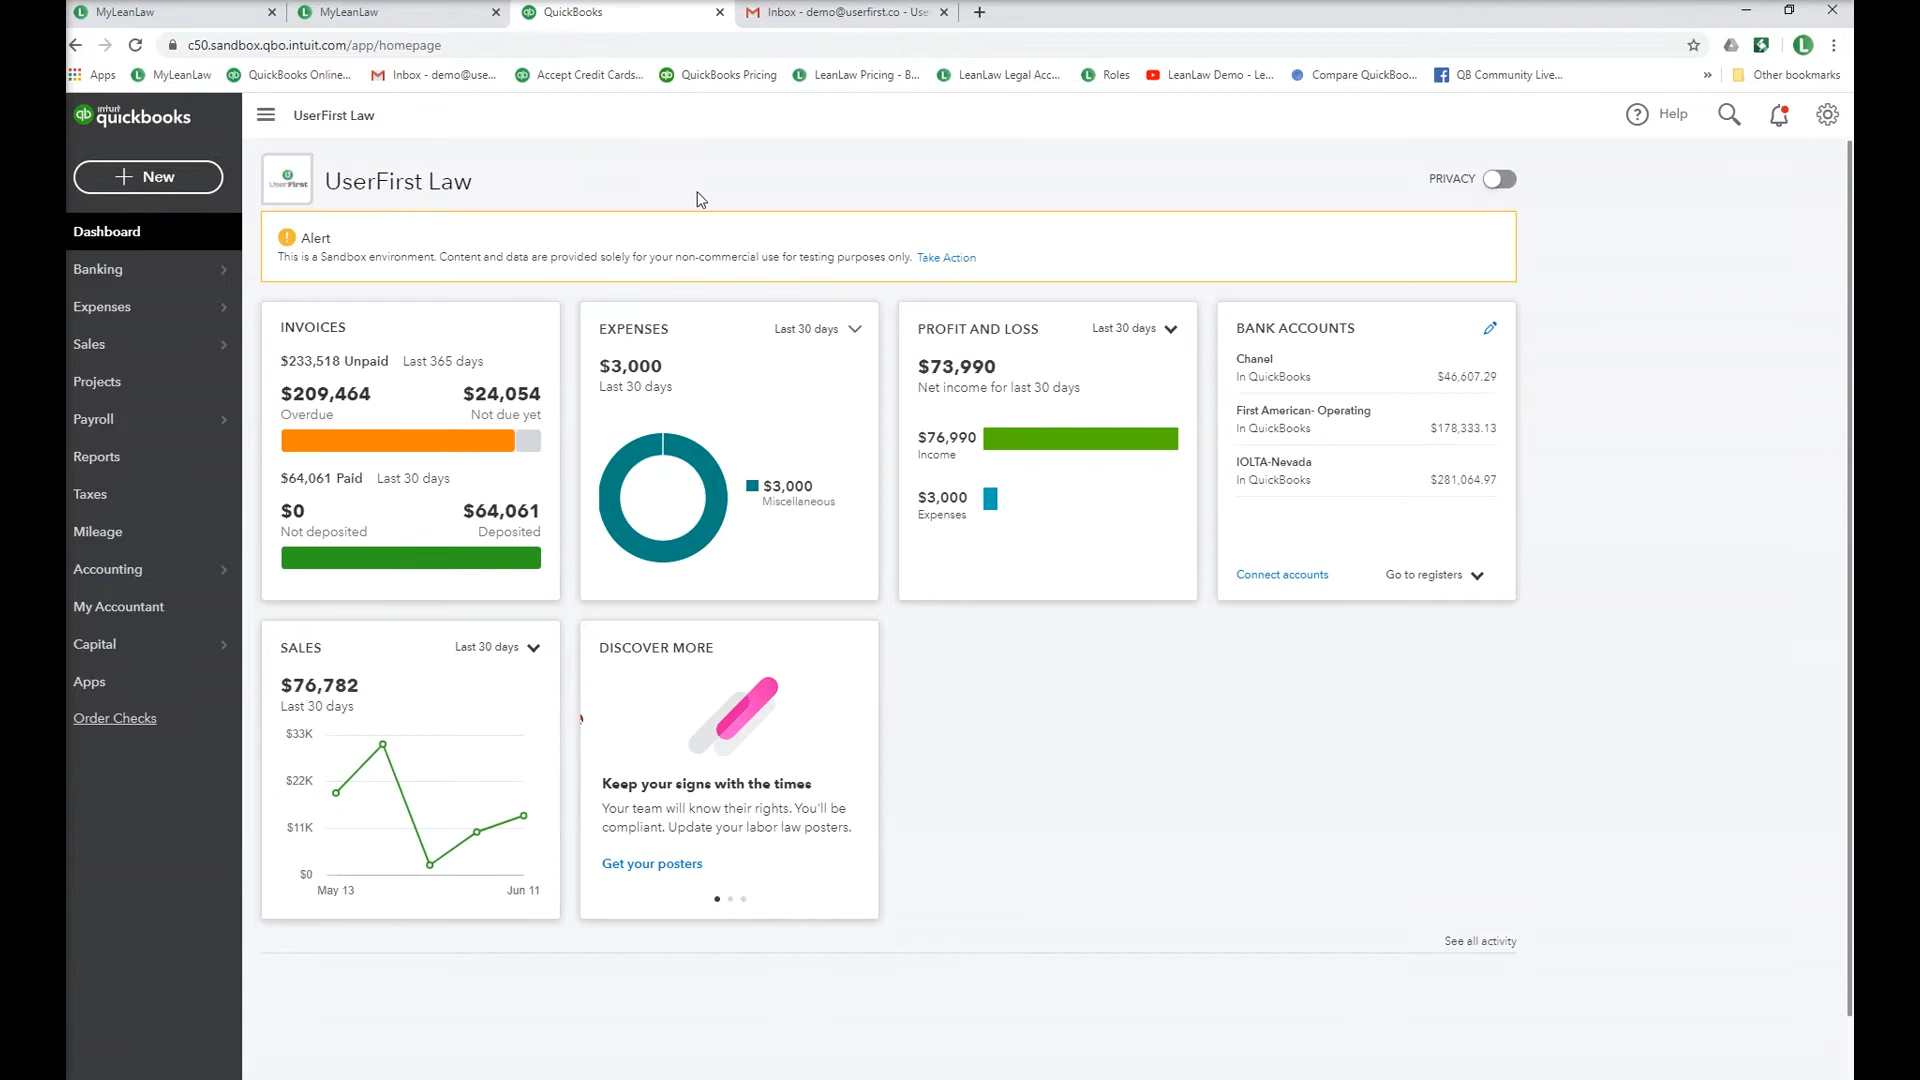 MyLeanLaw
MyLeanLaw
QuickBooks
Inbox - demo@userfirst.co - Use
c50.sandbox.qbo.intuit.com/app/homepage
Apps
MyLeanLaw
QuickBooks Online...
Inbox - demo@use...
Accept Credit Cards...
QuickBooks Pricing
LeanLaw Pricing - B...
LeanLaw Legal Acc...
Roles
LeanLaw Demo - Le...
Compare QuickBoo...
QB Community Live...
»
Other bookmarks
intuit
quickbooks
UserFirst Law
Help
New
Dashboard
Banking
Expenses
Sales
Projects
Payroll
Reports
Taxes
Mileage
Accounting
My Accountant
Capital
Apps
Order Checks
UserFirst
UserFirst Law
PRIVACY
Alert
This is a Sandbox environment. Content and data are provided solely for your non-commercial use for testing purposes only. Take Action
INVOICES
$233,518 Unpaid Last 365 days
$209,464 $24,054
Overdue Not due yet
$64,061 Paid Last 30 days
$0 $64,061
Not deposited Deposited
EXPENSES Last 30 days
$3,000
Last 30 days
$3,000
Miscellaneous
PROFIT AND LOSS Last 30 days
$73,990
Net income for last 30 days
$76,990
Income
$3,000
Expenses
BANK ACCOUNTS
Chanel
In QuickBooks $46,607.29
First American- Operating
In QuickBooks $178,333.13
IOLTA-Nevada
In QuickBooks $281,064.97
Connect accounts Go to registers
SALES Last 30 days
$76,782
Last 30 days
$33K
$22K
$11K
$0
May 13 Jun 11
DISCOVER MORE
Keep your signs with the times
Your team will know their rights. You'll be
compliant. Update your labor law posters.
Get your posters
See all activity